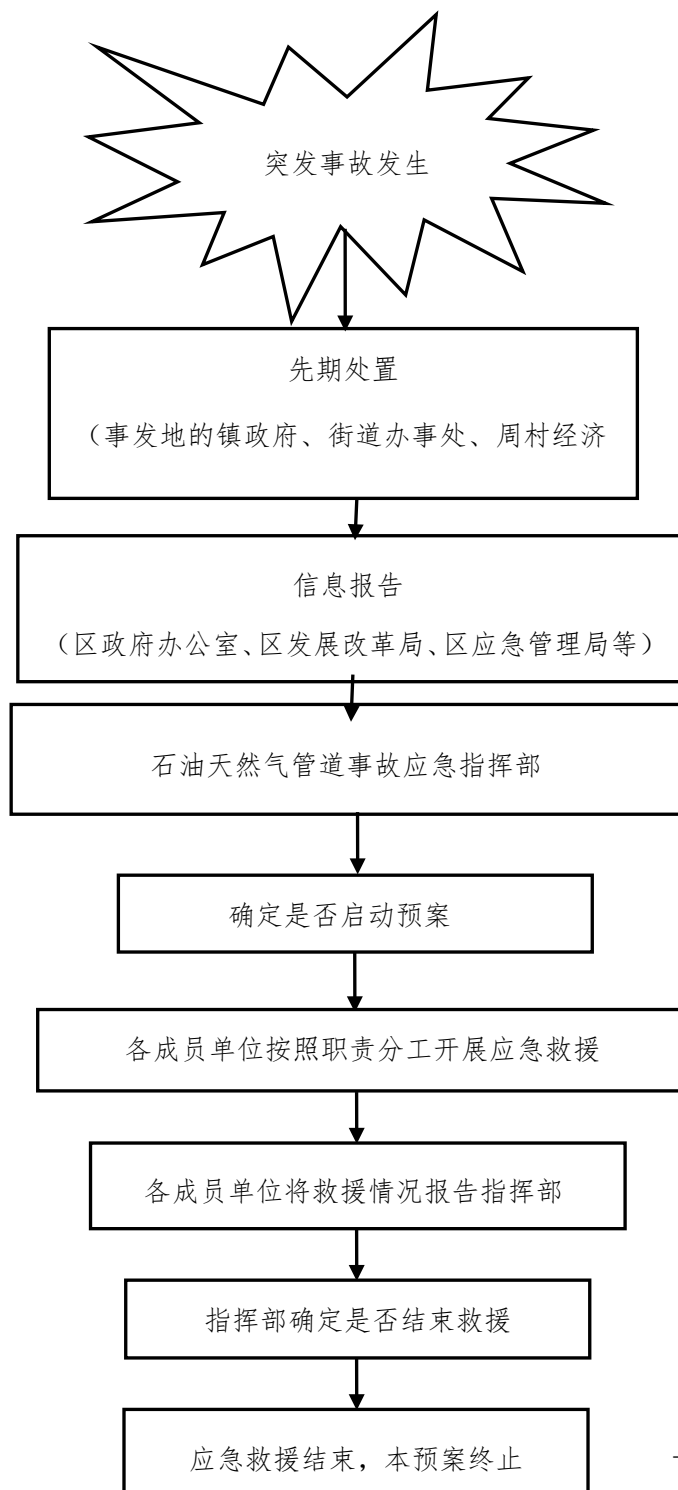 突发事故发生
先期处置
（事发地的镇政府、街道办事处、周村经济
信息报告
（区政府办公室、区发展改革局、区应急管理局等）
石油天然气管道事故应急指挥部
确定是否启动预案
各成员单位按照职责分工开展应急救援
各成员单位将救援情况报告指挥部
指挥部确定是否结束救援
应急救援结束，本预案终止